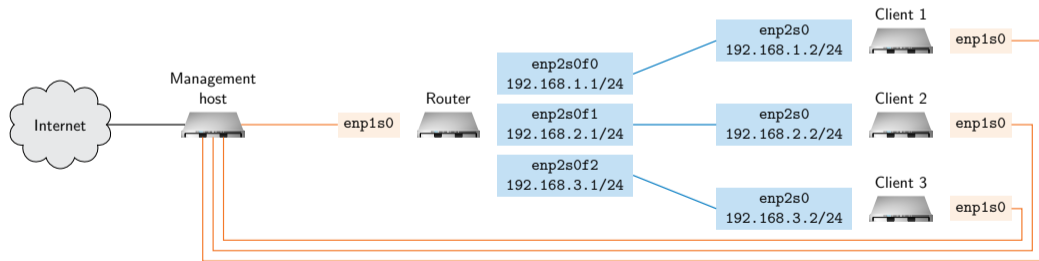 Internet
Management
host
enp1s0
Router
enp2s0f0
192.168.1.1/24
enp2s0f1
192.168.2.1/24
enp2s0f2
192.168.3.1/24
enp2s0
192.168.1.2/24
Client 1
enp1s0
enp2s0
192.168.2.2/24
Client 2
enp1s0
enp2s0
192.168.3.2/24
Client 3
enp1s0